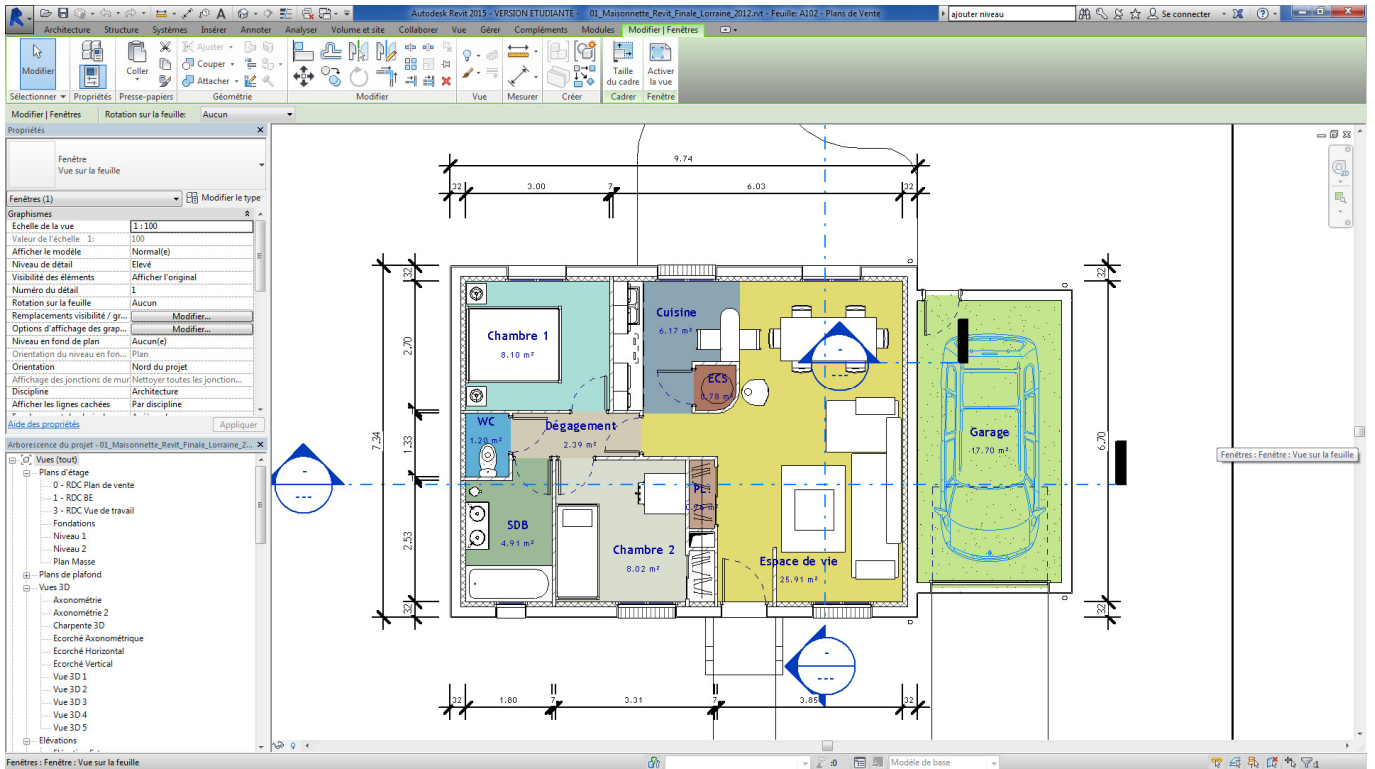 Autodesk Revit 2015 - VERSION ETUDIANTE - 01_Maisonnette_Revit_Finale_Lorraine_2012.rvt - Feuille: A102 - Plans de Vente
ajouter niveau
Se connecter
Architecture Structure Systèmes Insérer Annoter Analyser Volume et site Collaborer Vue Gérer Compléments Modules Modifier | Fenêtres
Modifier
Coller
Ajuster
Couper
Attacher
Taille du cadre
Activer la vue
Sélectionner Propriétés Presse-papiers Géométrie Modifier Vue Mesurer Créer Cadrer Fenêtre
Modifier | Fenêtres Rotation sur la feuille: Aucun
Propriétés
Fenêtre
Vue sur la feuille
Fenêtres (1) Modifier le type
Graphismes
Echelle de la vue 1 : 100
Valeur de l'échelle 1: 100
Afficher le modèle Normal(e)
Niveau de détail Elevé
Visibilité des éléments Afficher l'original
Numéro du détail 1
Rotation sur la feuille Aucun
Remplacements visibilité / gr... Modifier...
Options d'affichage des grap... Modifier...
Niveau en fond de plan Aucun(e)
Orientation du niveau en fon... Plan
Orientation Nord du projet
Affichage des jonctions de mur Nettoyer toutes les jonction...
Discipline Architecture
Afficher les lignes cachées Par discipline
Aide des propriétés Appliquer
Arborescence du projet - 01_Maisonnette_Revit_Finale_Lorraine_2...
Vues (tout)
Plans d'étage
0 - RDC Plan de vente
1 - RDC BE
3 - RDC Vue de travail
Fondations
Niveau 1
Niveau 2
Plan Masse
Plans de plafond
Vues 3D
Axonométrie
Axonométrie 2
Charpente 3D
Ecorché Axonométrique
Ecorché Horizontal
Ecorché Vertical
Vue 3D 1
Vue 3D 2
Vue 3D 3
Vue 3D 4
Vue 3D 5
Elévations
9.74
32 3.00 7 6.03 32
32
2.70
1.33
2.53
32
7.34
32
6.70
32
Chambre 1
8.10 m²
Cuisine
6.17 m²
ECS
0.78 m²
WC
1.20 m²
Dégagement
2.39 m²
Garage
17.70 m²
PL.
SDB
4.91 m²
Chambre 2
8.02 m²
Espace de vie
25.91 m²
32 1.80 7 3.31 7 3.85 32
-
---
-
---
-
---
Fenêtres : Fenêtre : Vue sur la feuille
Fenêtres : Fenêtre : Vue sur la feuille
:0
Modèle de base
:1